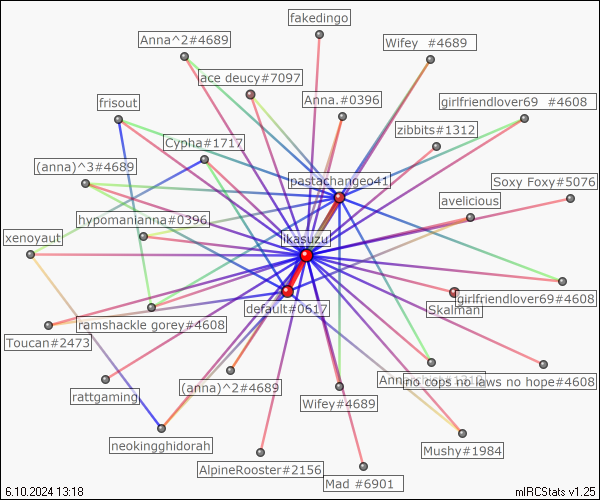 fakedingo
Anna^2#4689
Wifey  #4689
ace deucy#7097
frisout
Anna.#0396
girlfriendlover69  #4608
zibbits#1312
Cypha#1717
(anna)^3#4689
pastachangeo41
Soxy Foxy#5076
avelicious
hypomanianna#0396
xenoyaut
ikasuzu
girlfriendlover69#4608
default#0617
Skalman
ramshackle gorey#4608
Toucan#2473
no cops no laws no hope#4608
(anna)^2#4689
rattgaming
Wifey#4689
neokingghidorah
Mushy#1984
AlpineRooster#2156
Mad #6901
6.10.2024 13:18
mIRCStats v1.25